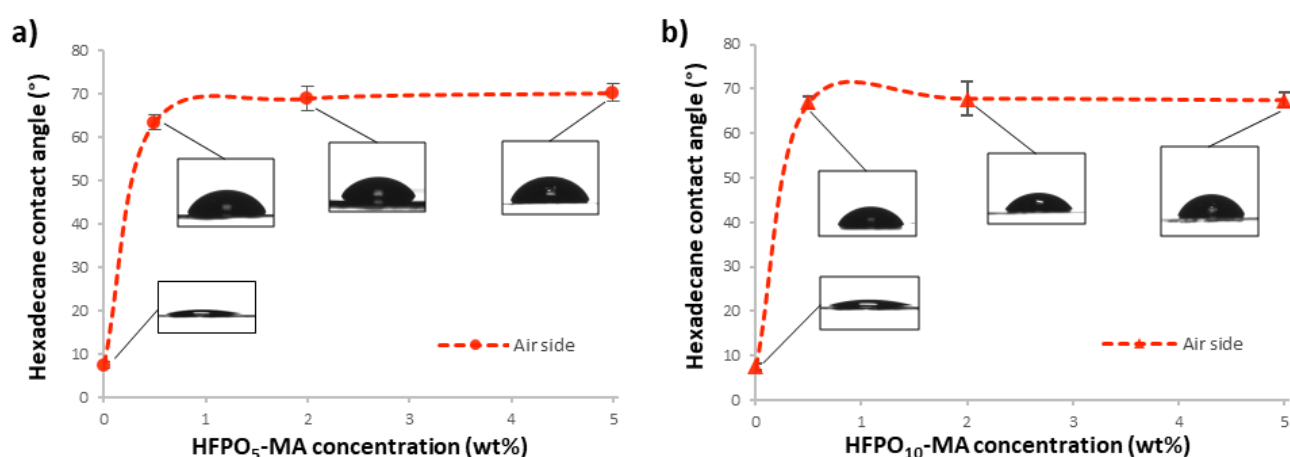 a)
Hexadecane contact angle (°)
80
70
60
50
40
30
20
10
0
0 1 2 3 4 5
Air side
HFPO₅-MA concentration (wt%)
b)
Hexadecane contact angle (°)
80
70
60
50
40
30
20
10
0
0 1 2 3 4 5
Air side
HFPO₁₀-MA concentration (wt%)